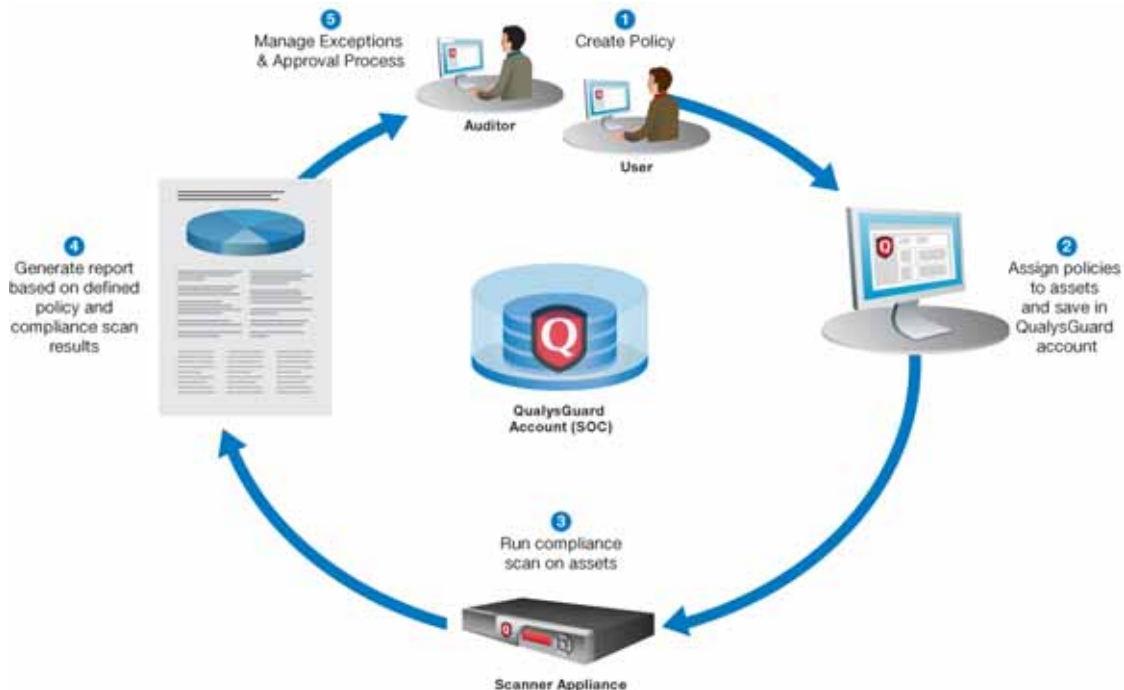 5
Manage Exceptions
& Approval Process
Auditor
1
Create Policy
User
2
Assign policies
to assets
and save in
QualysGuard
account
3
Run compliance
scan on assets
Scanner Appliance
4
Generate report
based on defined
policy and
compliance scan
results
Q
QualysGuard
Account (SOC)